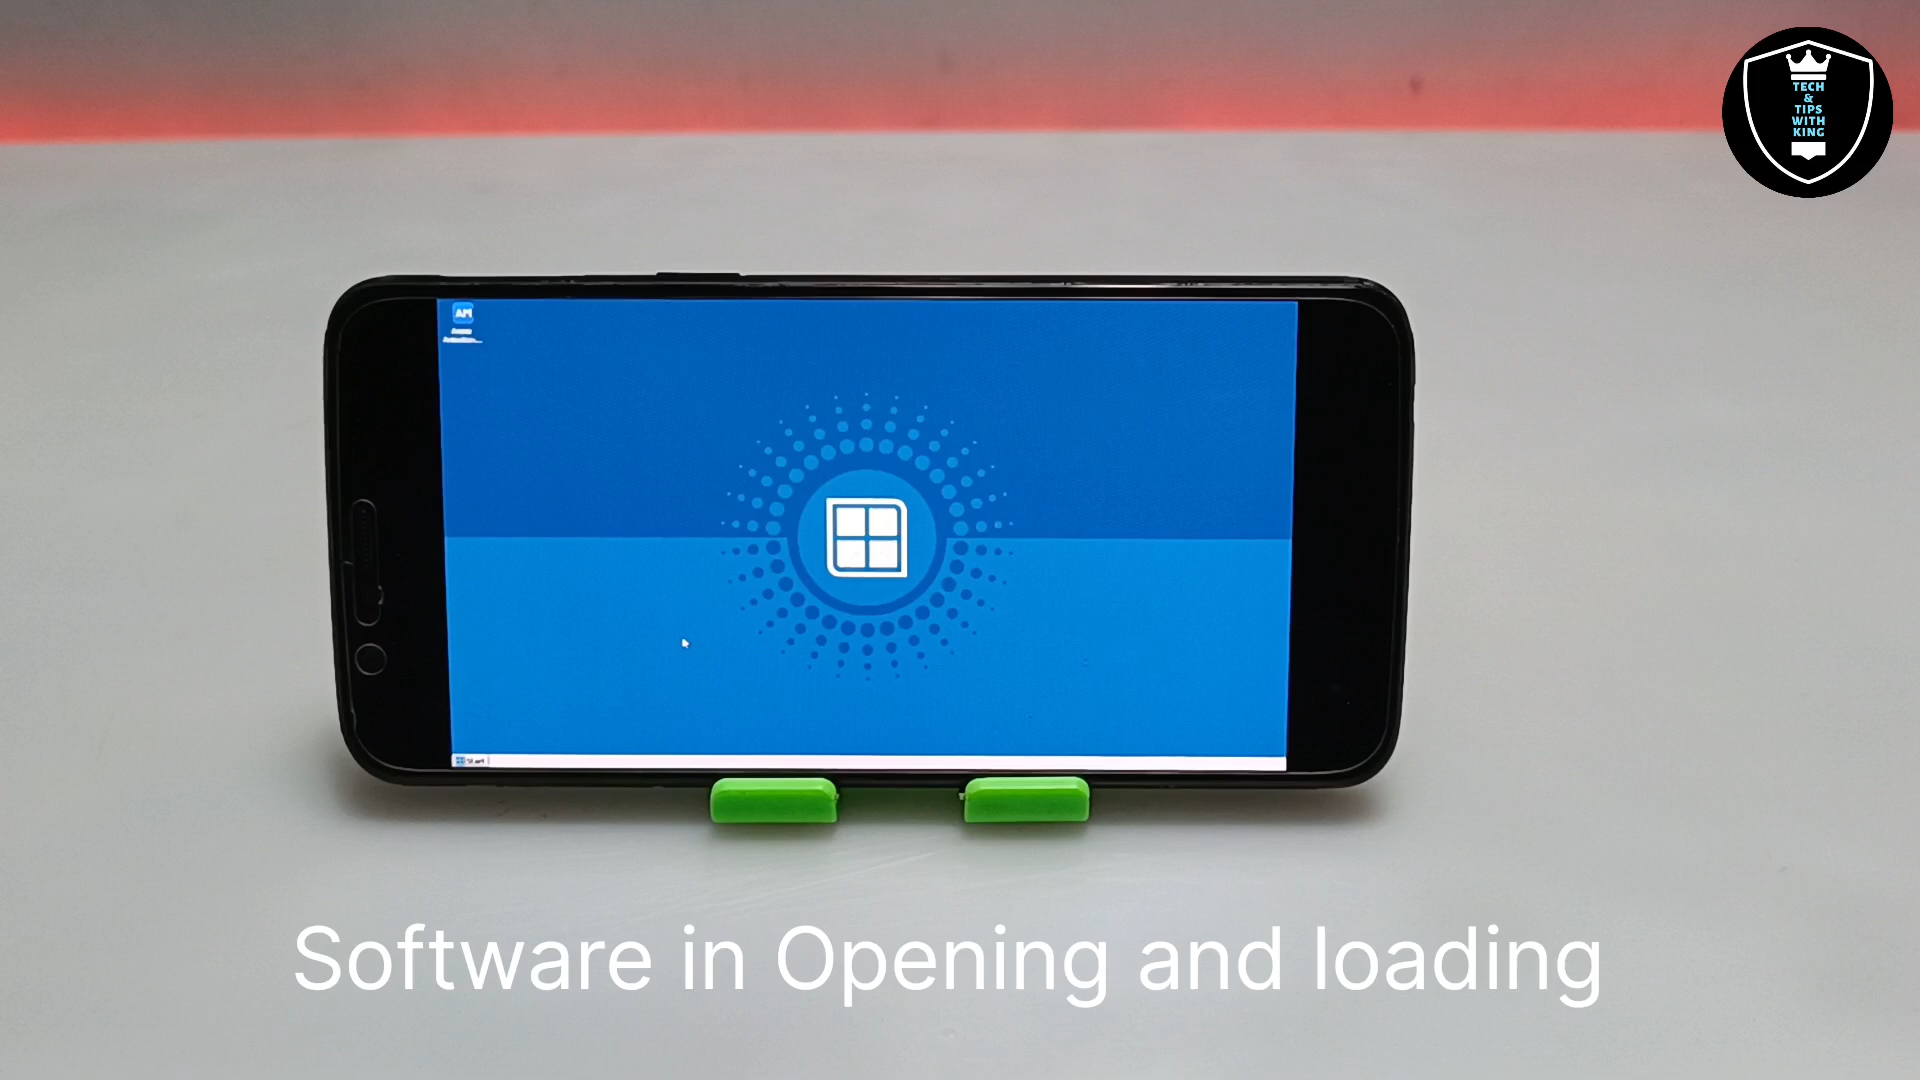 TECH
&
TIPS
WITH
KING
AM
Start
Software in Opening and loading